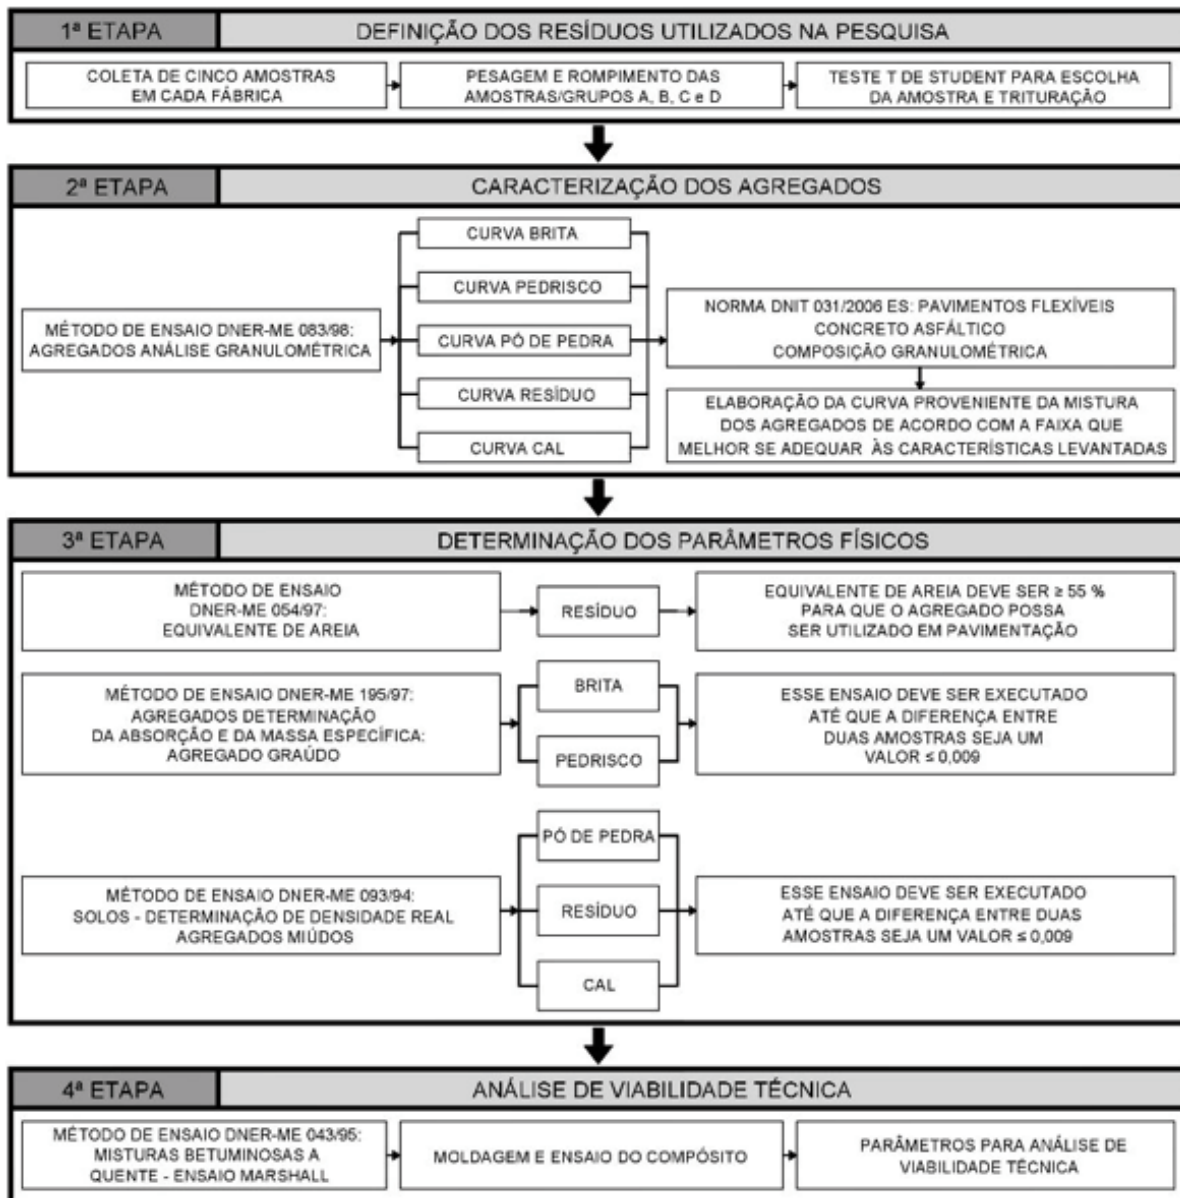 1ª ETAPA
DEFINIÇÃO DOS RESÍDUOS UTILIZADOS NA PESQUISA
COLETA DE CINCO AMOSTRAS
EM CADA FÁBRICA
PESAGEM E ROMPIMENTO DAS
AMOSTRAS/GRUPOS A, B, C e D
TESTE T DE STUDENT PARA ESCOLHA
DA AMOSTRA E TRITURAÇÃO
2ª ETAPA
CARACTERIZAÇÃO DOS AGREGADOS
MÉTODO DE ENSAIO DNER-ME 083/98:
AGREGADOS ANÁLISE GRANULOMÉTRICA
CURVA BRITA
CURVA PEDRISCO
CURVA PÓ DE PEDRA
CURVA RESÍDUO
CURVA CAL
NORMA DNIT 031/2006 ES: PAVIMENTOS FLEXÍVEIS
CONCRETO ASFÁLTICO
COMPOSIÇÃO GRANULOMÉTRICA
ELABORAÇÃO DA CURVA PROVENIENTE DA MISTURA
DOS AGREGADOS DE ACORDO COM A FAIXA QUE
MELHOR SE ADEQUAR ÀS CARACTERÍSTICAS LEVANTADAS
3ª ETAPA
DETERMINAÇÃO DOS PARÂMETROS FÍSICOS
MÉTODO DE ENSAIO
DNER-ME 054/97:
EQUIVALENTE DE AREIA
RESÍDUO
EQUIVALENTE DE AREIA DEVE SER ≥ 55 %
PARA QUE O AGREGADO POSSA
SER UTILIZADO EM PAVIMENTAÇÃO
MÉTODO DE ENSAIO DNER-ME 195/97:
AGREGADOS DETERMINAÇÃO
DA ABSORÇÃO E DA MASSA ESPECÍFICA:
AGREGADO GRAÚDO
BRITA
PEDRISCO
ESSE ENSAIO DEVE SER EXECUTADO
ATÉ QUE A DIFERENÇA ENTRE
DUAS AMOSTRAS SEJA UM
VALOR ≤ 0,009
MÉTODO DE ENSAIO DNER-ME 093/94:
SOLOS - DETERMINAÇÃO DE DENSIDADE REAL
AGREGADOS MIÚDOS
PÓ DE PEDRA
RESÍDUO
CAL
ESSE ENSAIO DEVE SER EXECUTADO
ATÉ QUE A DIFERENÇA ENTRE DUAS
AMOSTRAS SEJA UM VALOR ≤ 0,009
4ª ETAPA
ANÁLISE DE VIABILIDADE TÉCNICA
MÉTODO DE ENSAIO DNER-ME 043/95:
MISTURAS BETUMINOSAS A
QUENTE - ENSAIO MARSHALL
MOLDAGEM E ENSAIO DO COMPÓSITO
PARÂMETROS PARA ANÁLISE DE
VIABILIDADE TÉCNICA